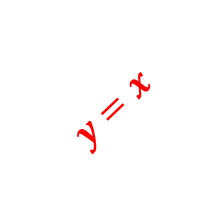 y = x